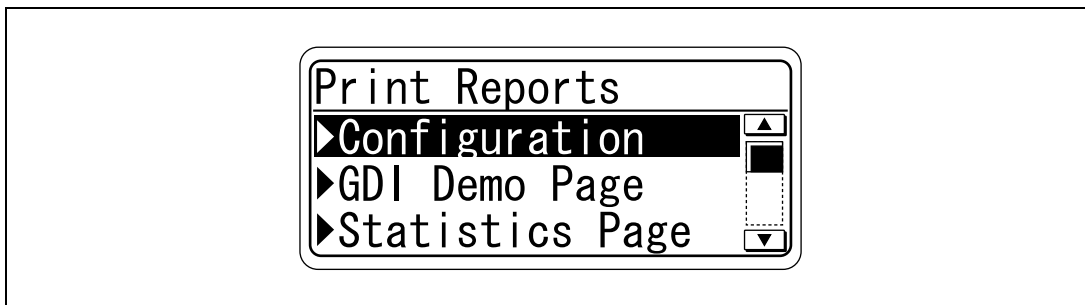 Print Reports
▶Configuration
▶GDI Demo Page
▶Statistics Page